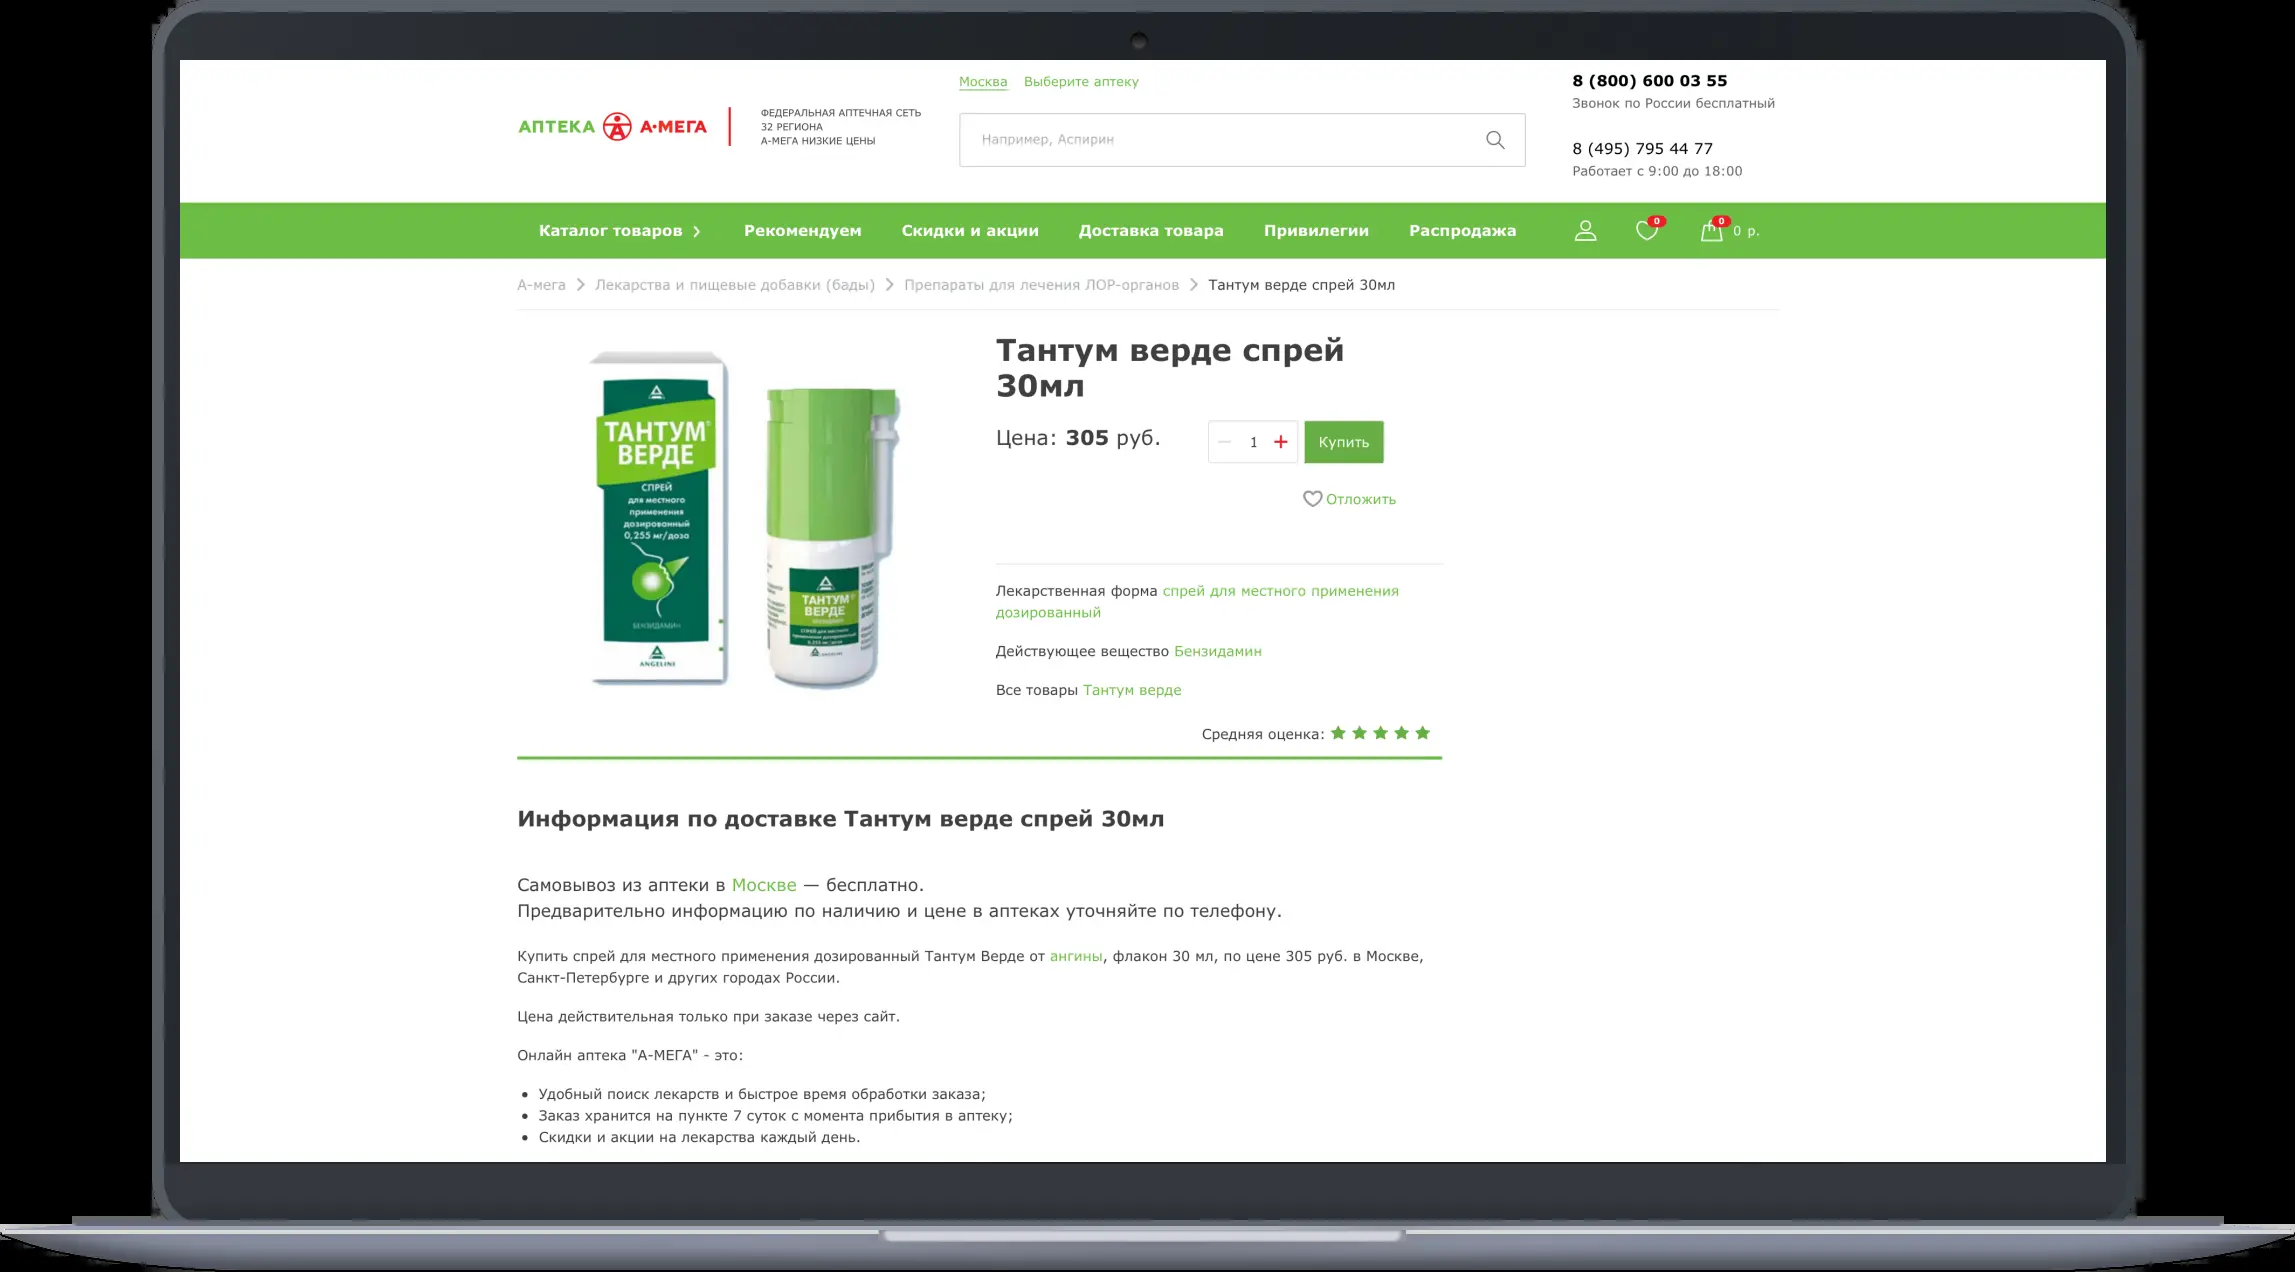 Москва Выберите аптеку
8 (800) 600 03 55
Звонок по России бесплатный
АПТЕКА А·МЕГА
ФЕДЕРАЛЬНАЯ АПТЕЧНАЯ СЕТЬ
32 РЕГИОНА
А-МЕГА НИЗКИЕ ЦЕНЫ
Например, Аспирин
8 (495) 795 44 77
Работает с 9:00 до 18:00
Каталог товаров Рекомендуем Скидки и акции Доставка товара Привилегии Распродажа 0 0 0 р.
А-мега Лекарства и пищевые добавки (бады) Препараты для лечения ЛОР-органов Тантум верде спрей 30мл
Тантум верде спрей
30мл
Цена: 305 руб. 1 Купить
Отложить
ТАНТУМ®
ВЕРДЕ
СПРЕЙ
для местного
применения
дозированный
0,255 мг/доза
БЕНЗИДАМИН
ANGELINI
ТАНТУМ®
ВЕРДЕ
Лекарственная форма спрей для местного применения
дозированный
Действующее вещество Бензидамин
Все товары Тантум верде
Средняя оценка:
Информация по доставке Тантум верде спрей 30мл
Самовывоз из аптеки в Москве — бесплатно.
Предварительно информацию по наличию и цене в аптеках уточняйте по телефону.
Купить спрей для местного применения дозированный Тантум Верде от ангины, флакон 30 мл, по цене 305 руб. в Москве,
Санкт-Петербурге и других городах России.
Цена действительная только при заказе через сайт.
Онлайн аптека "А-МЕГА" - это:
• Удобный поиск лекарств и быстрое время обработки заказа;
• Заказ хранится на пункте 7 суток с момента прибытия в аптеку;
• Скидки и акции на лекарства каждый день.